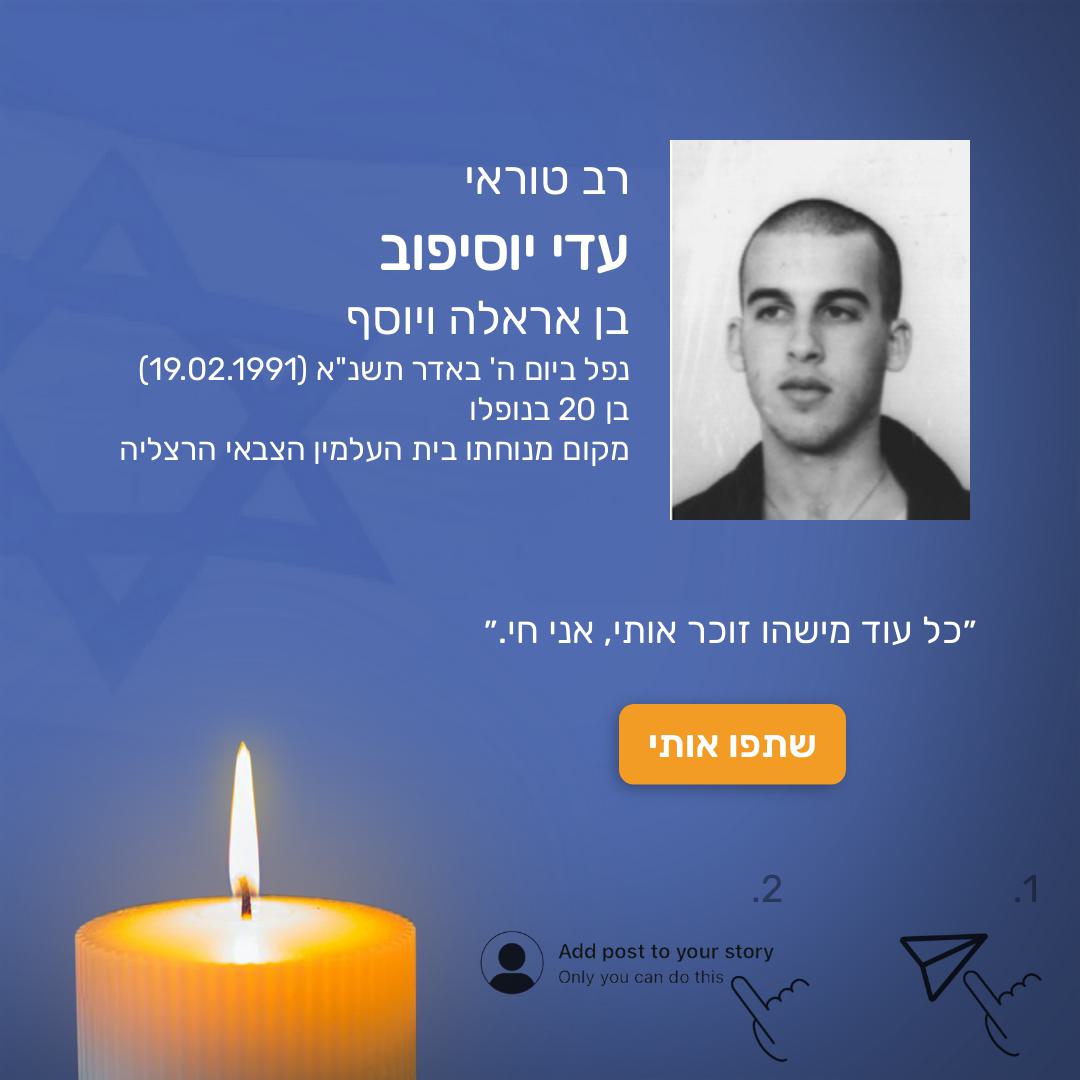 רב טוראי
עדי יוסיפוב
בן אראלה ויוסף
נפל ביום ה' באדר תשנ"א (19.02.1991)
בן 20 בנופלו
מקום מנוחתו בית העלמין הצבאי הרצליה
״כל עוד מישהו זוכר אותי, אני חי.״
שתפו אותי
.1
.2
Add post to your story
Only you can do this